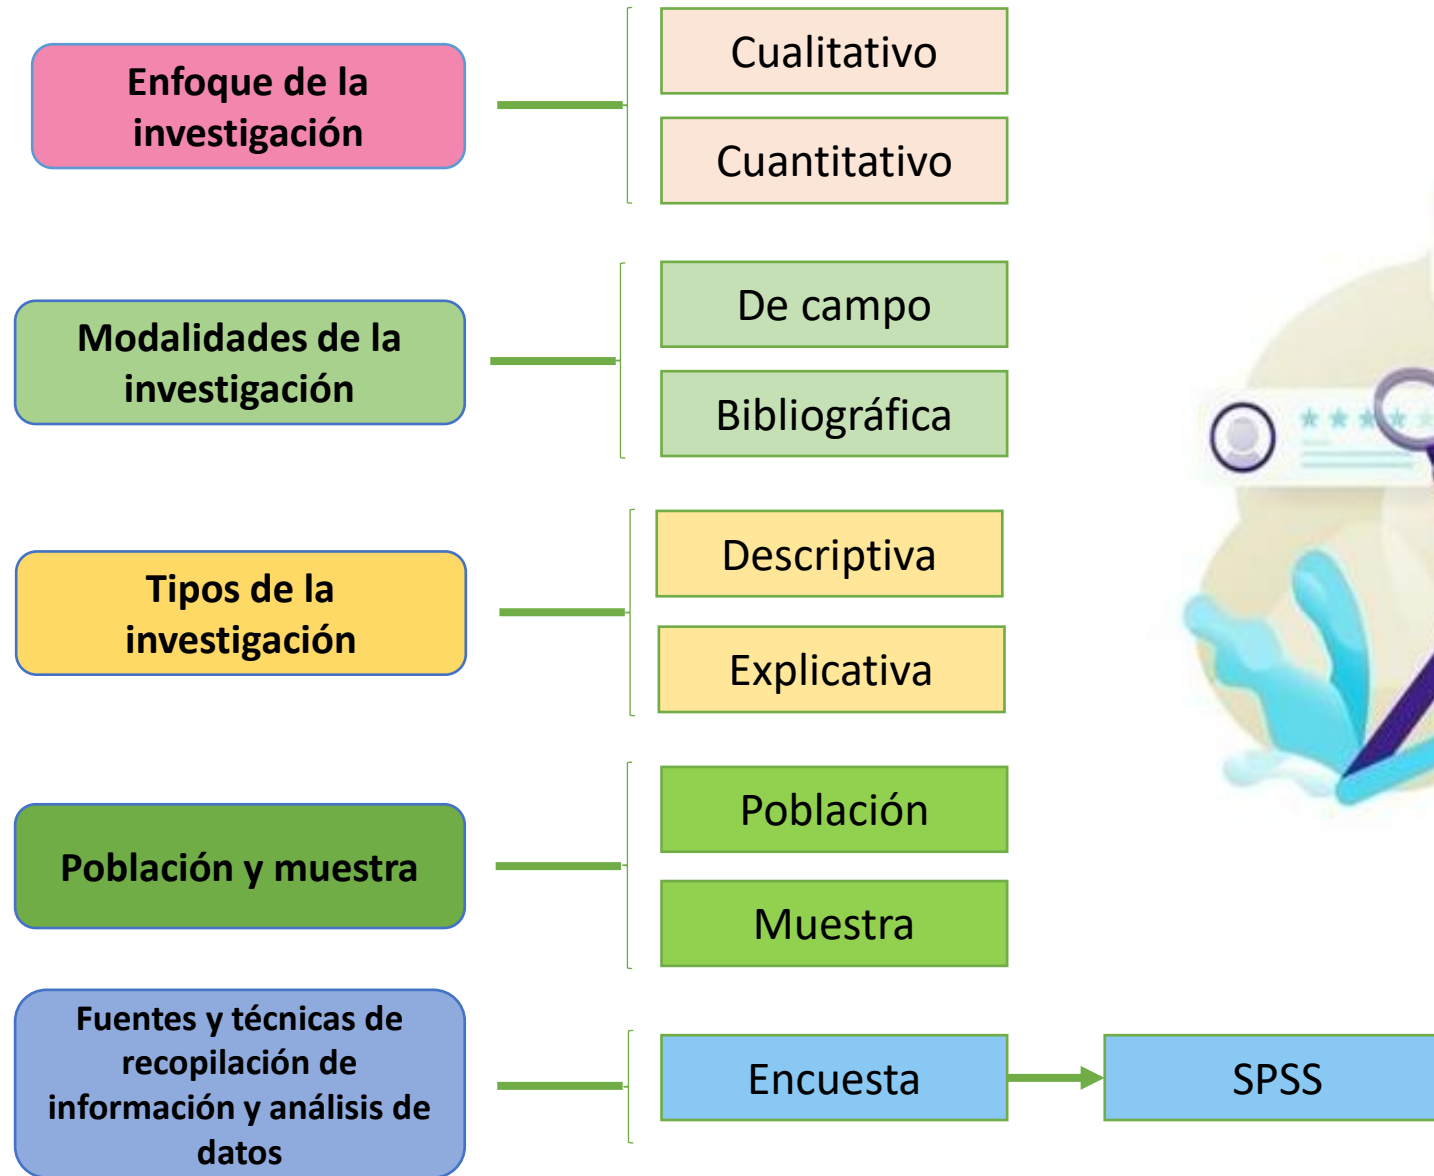 Enfoque de la
investigación
Cualitativo
Cuantitativo
Modalidades de la
investigación
De campo
Bibliográfica
Tipos de la
investigación
Descriptiva
Explicativa
Población y muestra
Población
Muestra
Fuentes y técnicas de
recopilación de
información y análisis de
datos
Encuesta
SPSS